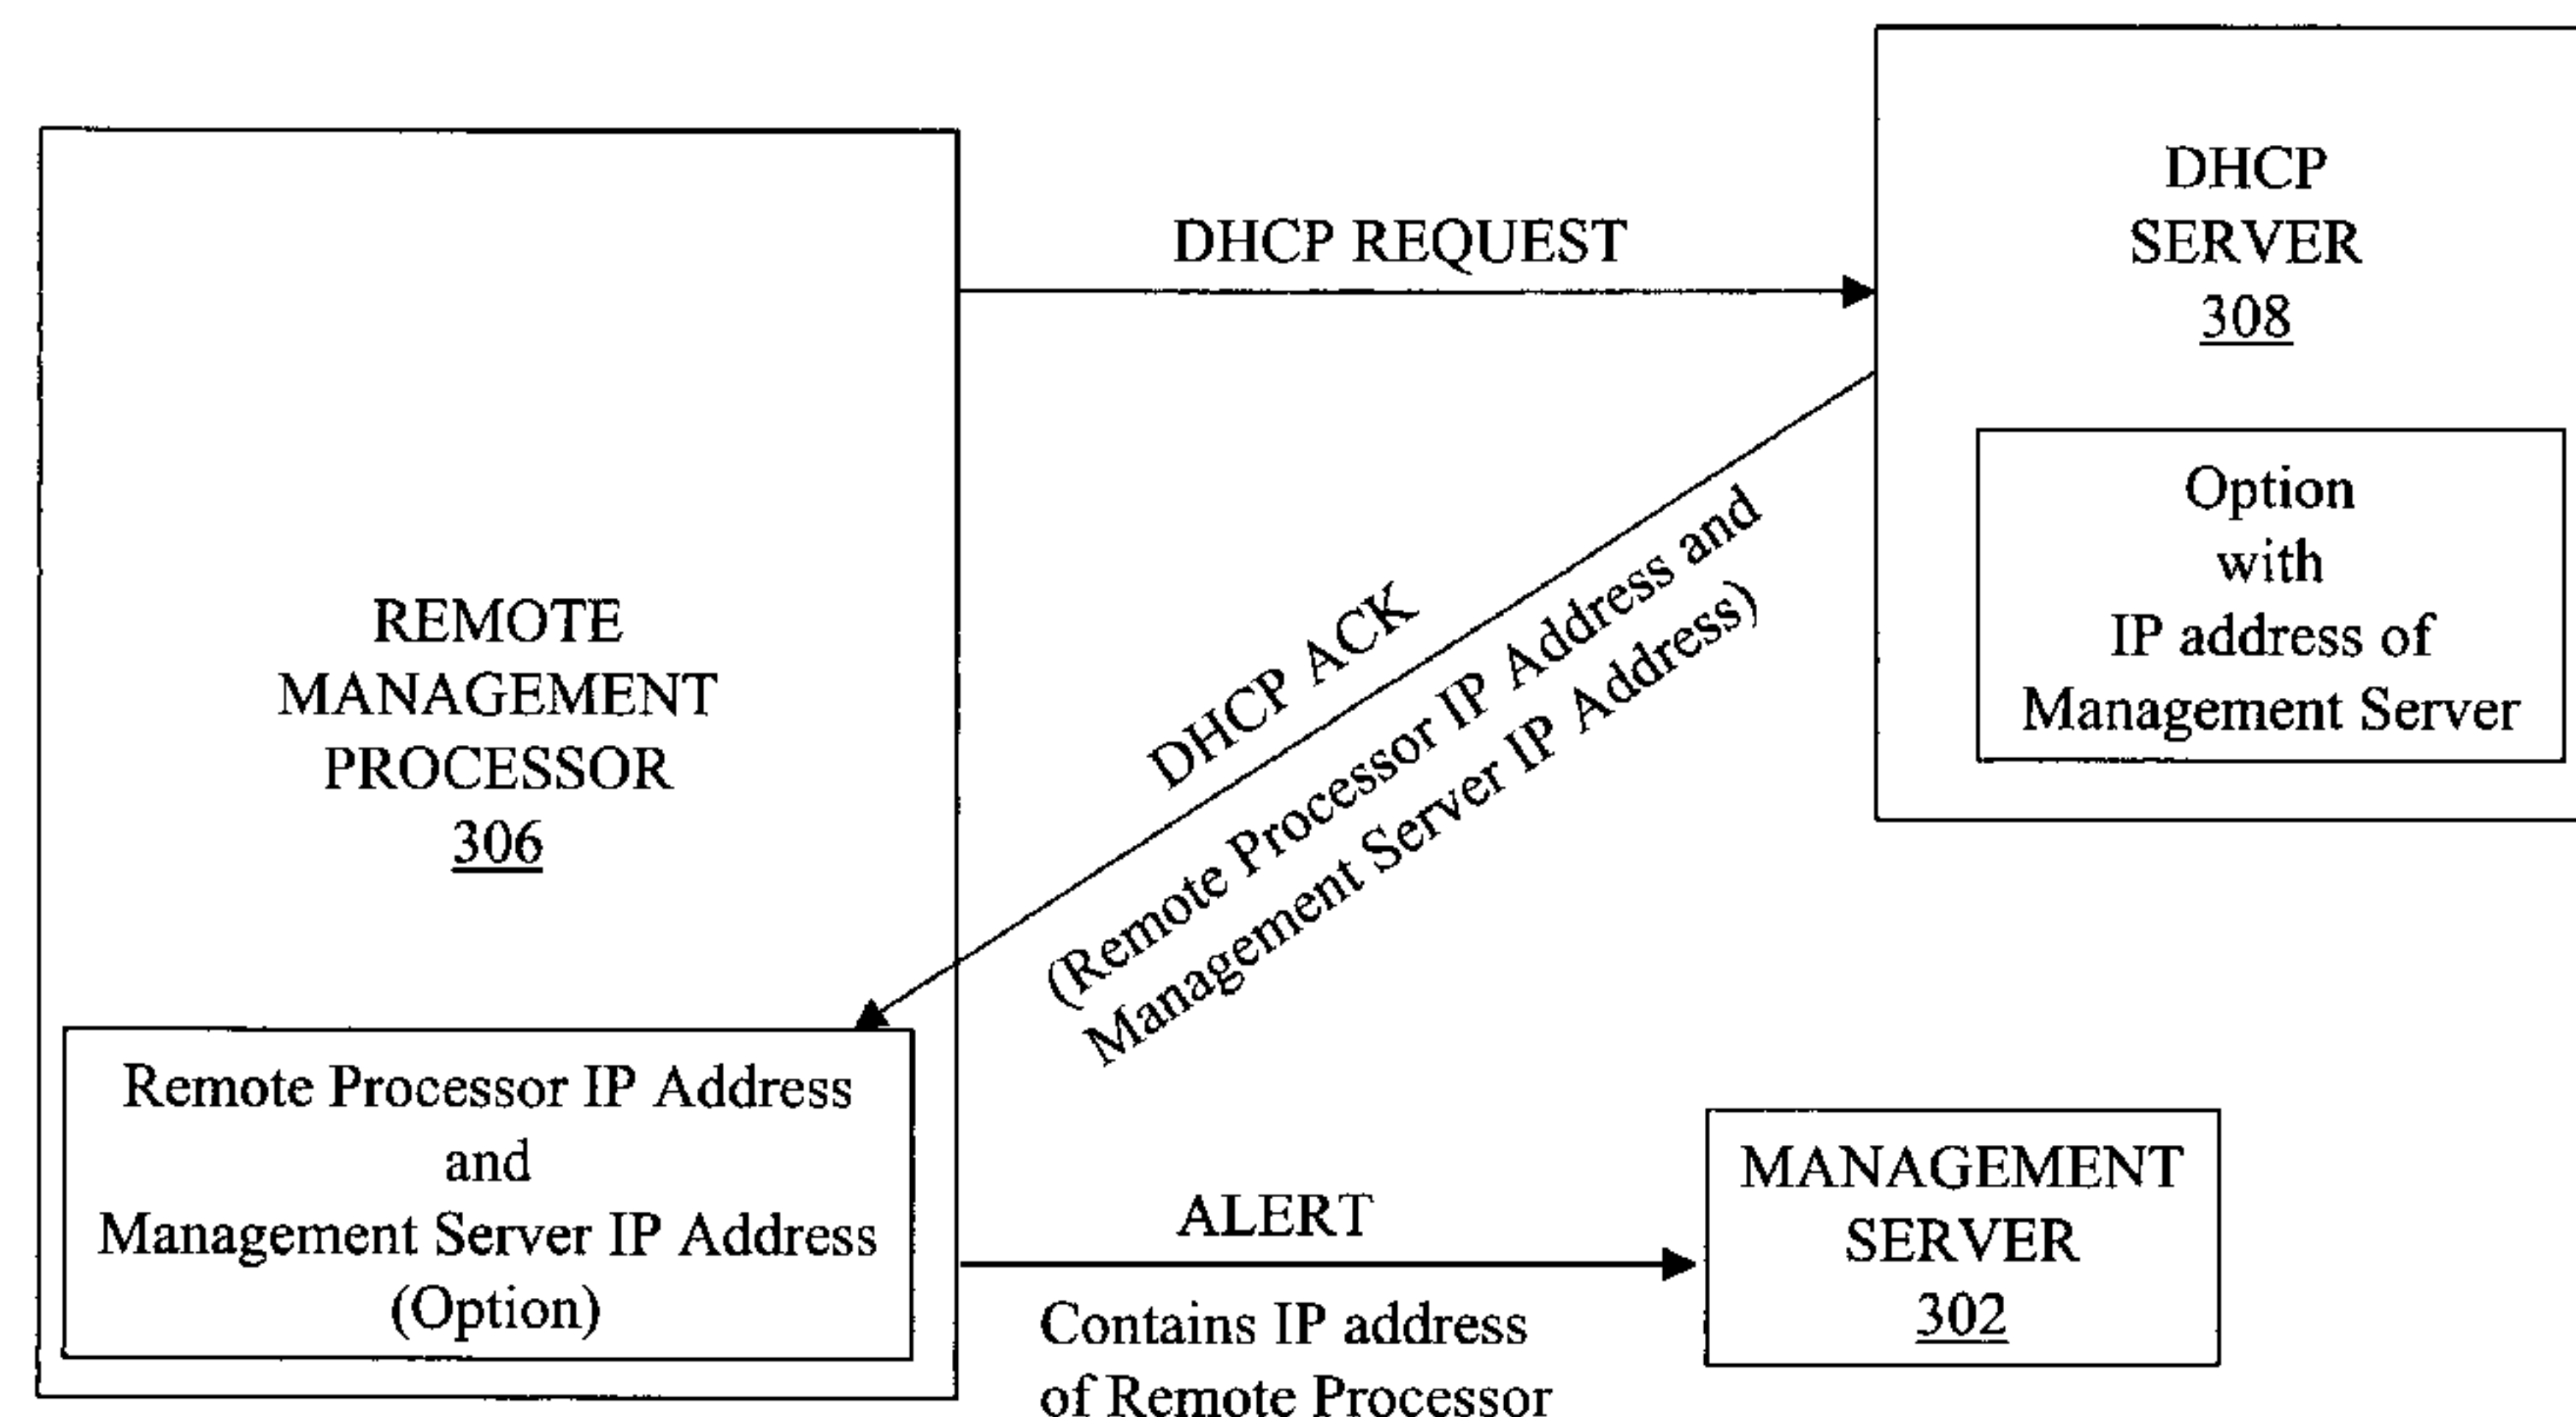 DHCP
SERVER
308
DHCP REQUEST
Option
with
IP address of
Management Server
REMOTE
MANAGEMENT
PROCESSOR
306
DHCP ACK
(Remote Processor IP Address and
Management Server IP Address)
Remote Processor IP Address
and
Management Server IP Address
(Option)
ALERT
Contains IP address
of Remote Processor
MANAGEMENT
SERVER
302